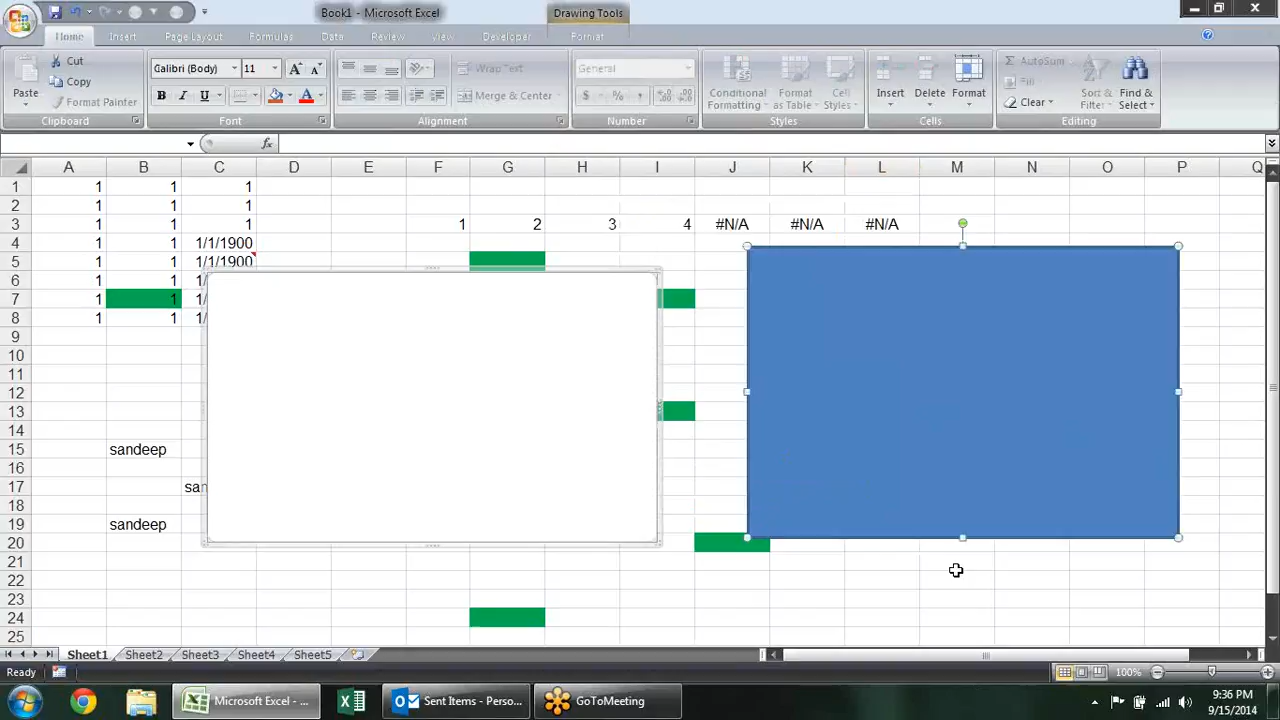 Book1 - Microsoft Excel
Drawing Tools
Home Insert Page Layout Formulas Data Review View Developer Format
Cut
Calibri (Body) 11
Wrap Text
General
AutoSum
Copy
Fill
Paste
Format Painter
Merge & Center
Conditional Formatting
Format as Table
Cell Styles
Insert
Delete
Format
Clear
Sort & Filter
Find & Select
Clipboard Font Alignment Number Styles Cells Editing
A B C D E F G H I J K L M N O P Q
1 1 1 1
2 1 1 1
3 1 1 1 1 2 3 4 #N/A #N/A #N/A
4 1 1 1/1/1900
5 1 1 1/1/1900
6 1 1 1/
7 1 1 1/
8 1 1 1/
9
10
11
12
13
14
15 sandeep
16
17 san
18
19 sandeep
20
21
22
23
24
25
Sheet1 Sheet2 Sheet3 Sheet4 Sheet5
Ready 100%
Microsoft Excel - ...
Sent Items - Perso...
GoToMeeting
9:36 PM
9/15/2014